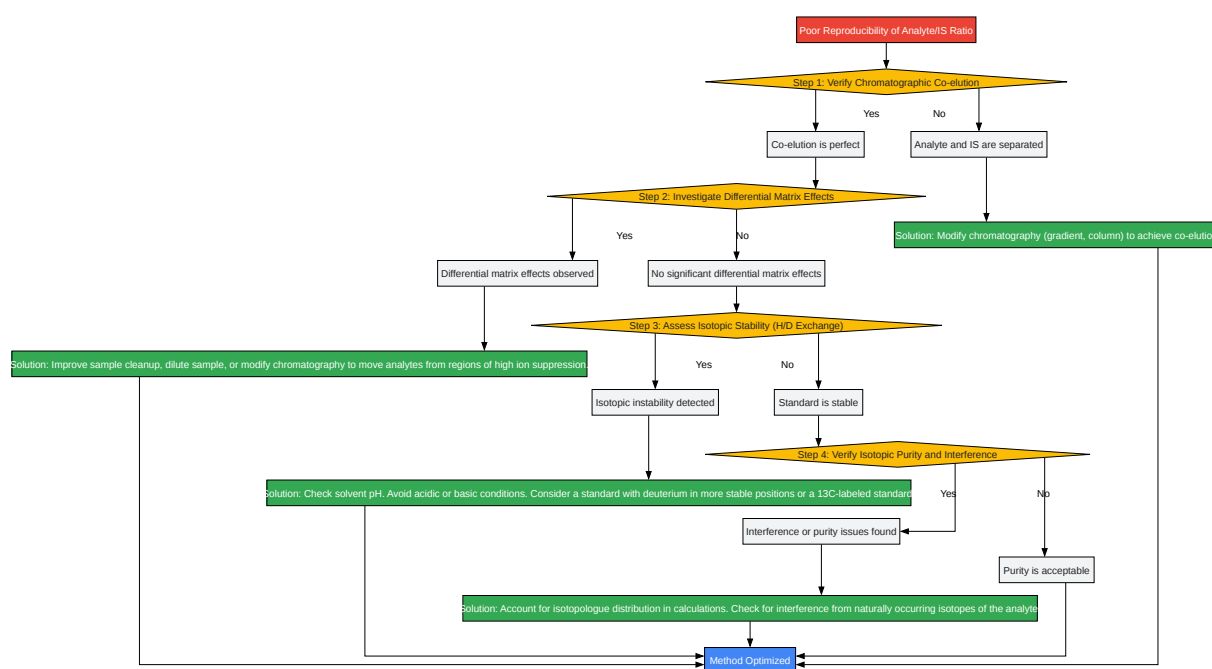 Poor Reproducibility of Analyte/IS Ratio
Step 1: Verify Chromatographic Co-elution
Yes
No
Co-elution is perfect
Analyte and IS are separated
Step 2: Investigate Differential Matrix Effects
Yes
No
Solution: Modify chromatography (gradient, column) to achieve co-elutio
Differential matrix effects observed
No significant differential matrix effects
Step 3: Assess Isotopic Stability (H/D Exchange)
Yes
No
Solution: Improve sample cleanup, dilute sample, or modify chromatography to move analytes from regions of high ion suppression.
Isotopic instability detected
Standard is stable
Step 4: Verify Isotopic Purity and Interference
Yes
No
Solution: Check solvent pH. Avoid acidic or basic conditions. Consider a standard with deuterium in more stable positions or a 13C-labeled standard
Interference or purity issues found
Purity is acceptable
Solution: Account for isotopologue distribution in calculations. Check for interference from naturally occurring isotopes of the analyte
Method Optimized